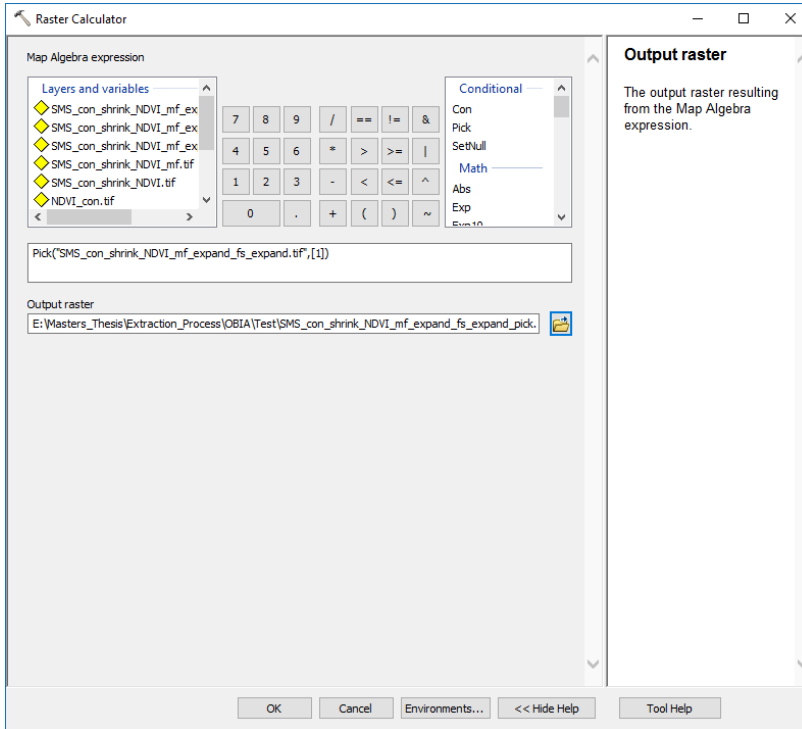 Raster Calculator
Map Algebra expression
Layers and variables
SMS_con_shrink_NDVI_mf_ex
SMS_con_shrink_NDVI_mf_ex
SMS_con_shrink_NDVI_mf_ex
SMS_con_shrink_NDVI_mf.tif
SMS_con_shrink_NDVI.tif
NDVI_con.tif
7 8 9 / == != &
4 5 6 * > >= |
1 2 3 - < <= ^
0 . + ( ) ~
Conditional
Con
Pick
SetNull
Math
Abs
Exp
Exp10
Pick("SMS_con_shrink_NDVI_mf_expand_fs_expand.tif",[1])
Output raster
E:\Masters_Thesis\Extraction_Process\OBIA\Test\SMS_con_shrink_NDVI_mf_expand_fs_expand_pick.
OK Cancel Environments... << Hide Help Tool Help
Output raster
The output raster resulting
from the Map Algebra
expression.